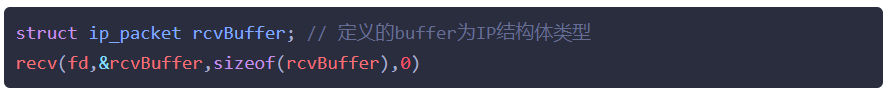 struct ip_packet rcvBuffer; // 定义的buffer为IP结构体类型
recv(fd,&rcvBuffer,sizeof(rcvBuffer),0)